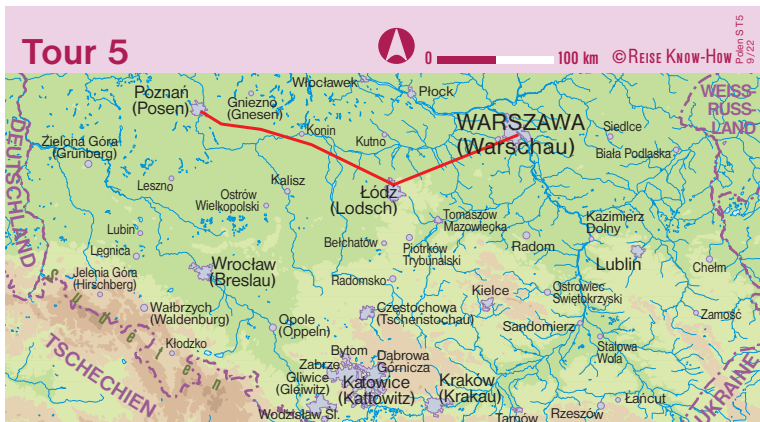 Tour 5
0 100 km
©REISE KNOW-HOW
Polen S T5
9/22
Włocławek
Płock
Poznań
(Posen)
Gniezno
(Gnesen)
WEISS-
RUSS-
LAND
WARSZAWA
(Warschau)
Siedlce
Biała Podlaska
Konin
Kutno
DEUTSCHLAND
Zielona Góra
(Grünberg)
Leszno
Kalisz
Ostrów
Wielkopolski
Łódź
(Lodsch)
Tomaszów
Mazowiecka
Kazimierz
Dolny
Lubin
Legnica
Bełchatów
Piotrków
Trybunalski
Radom
Lublin
Chełm
Jelenia Góra
(Hirschberg)
Wrocław
(Breslau)
Radomsko
Kielce
Ostrowiec
Świętokrzyski
Sudeten
Wałbrzych
(Waldenburg)
Opole
(Oppeln)
Częstochowa
(Tschenstochau)
Sandomierz
Zamość
Kłodzko
TSCHECHIEN
Bytom
Zabrze
Gliwice
(Gleiwitz)
Dąbrowa
Górnicza
Stalowa
Wola
Katowice
(Kattowitz)
Kraków
(Krakau)
UKRAINE
Wodzisław Śl.
Tarnów
Rzeszów
Łańcut